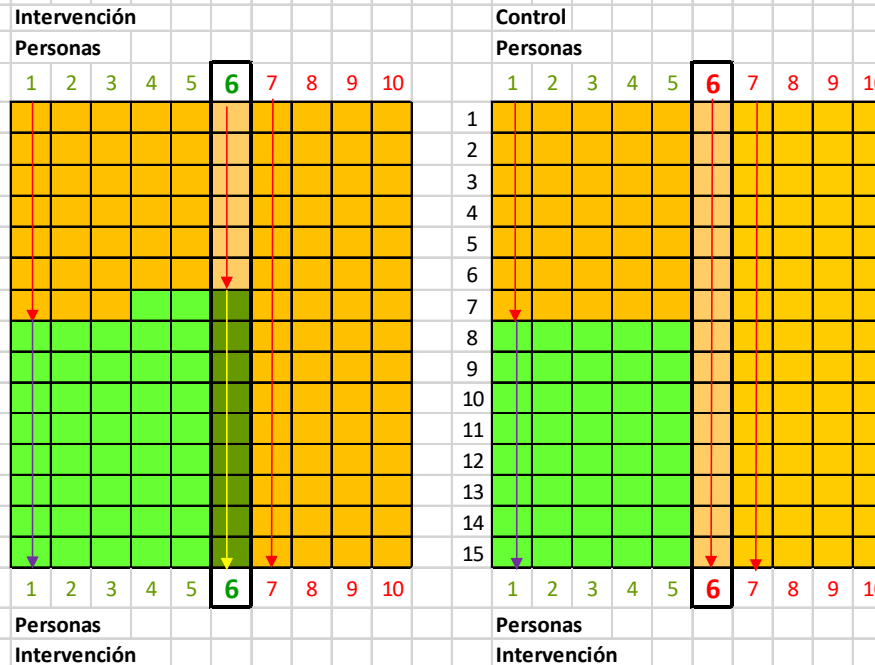 Intervención Control
Personas Personas
1 2 3 4 5 6 7 8 9 10 1 2 3 4 5 6 7 8 9
1
2
3
4
5
6
7
8
9
10
11
12
13
14
15
1 2 3 4 5 6 7 8 9 10 1 2 3 4 5 6 7 8 9
Personas Personas
Intervención Intervención